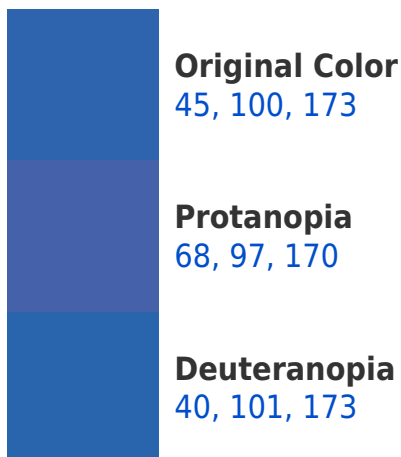 Original Color
45, 100, 173
Protanopia
68, 97, 170
Deuteranopia
40, 101, 173